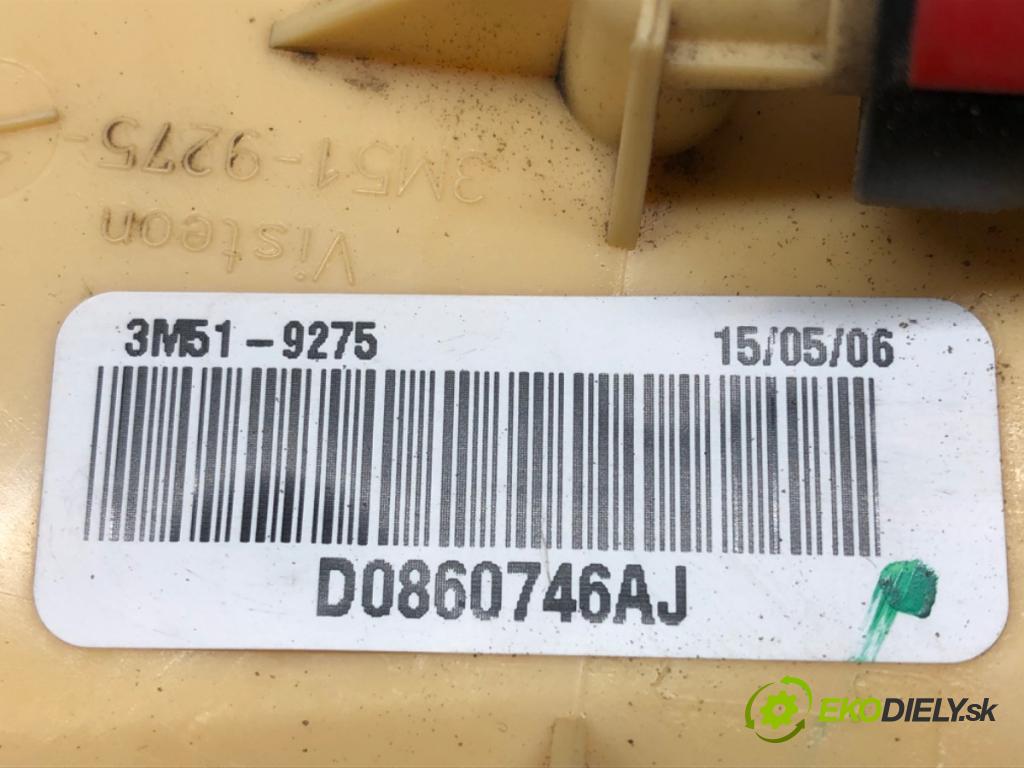 3M51-9275-
Visteon
3M51-9275
15/05/06
D0860746AJ
EKODIELY.sk